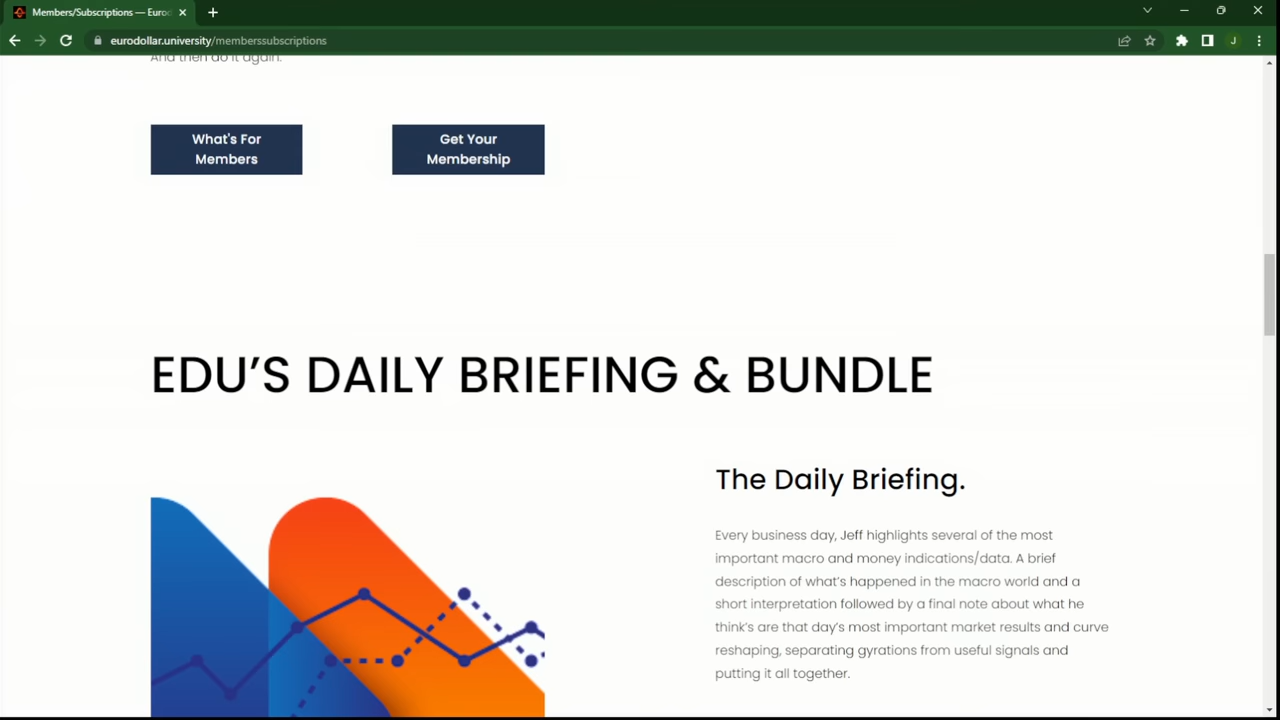 Members/Subscriptions — Eurod
eurodollar.university/memberssubscriptions
J
And then do it again.
What's For
Members
Get Your
Membership
EDU’S DAILY BRIEFING & BUNDLE
The Daily Briefing.
Every business day, Jeff highlights several of the most
important macro and money indications/data. A brief
description of what’s happened in the macro world and a
short interpretation followed by a final note about what he
think’s are that day’s most important market results and curve
reshaping, separating gyrations from useful signals and
putting it all together.